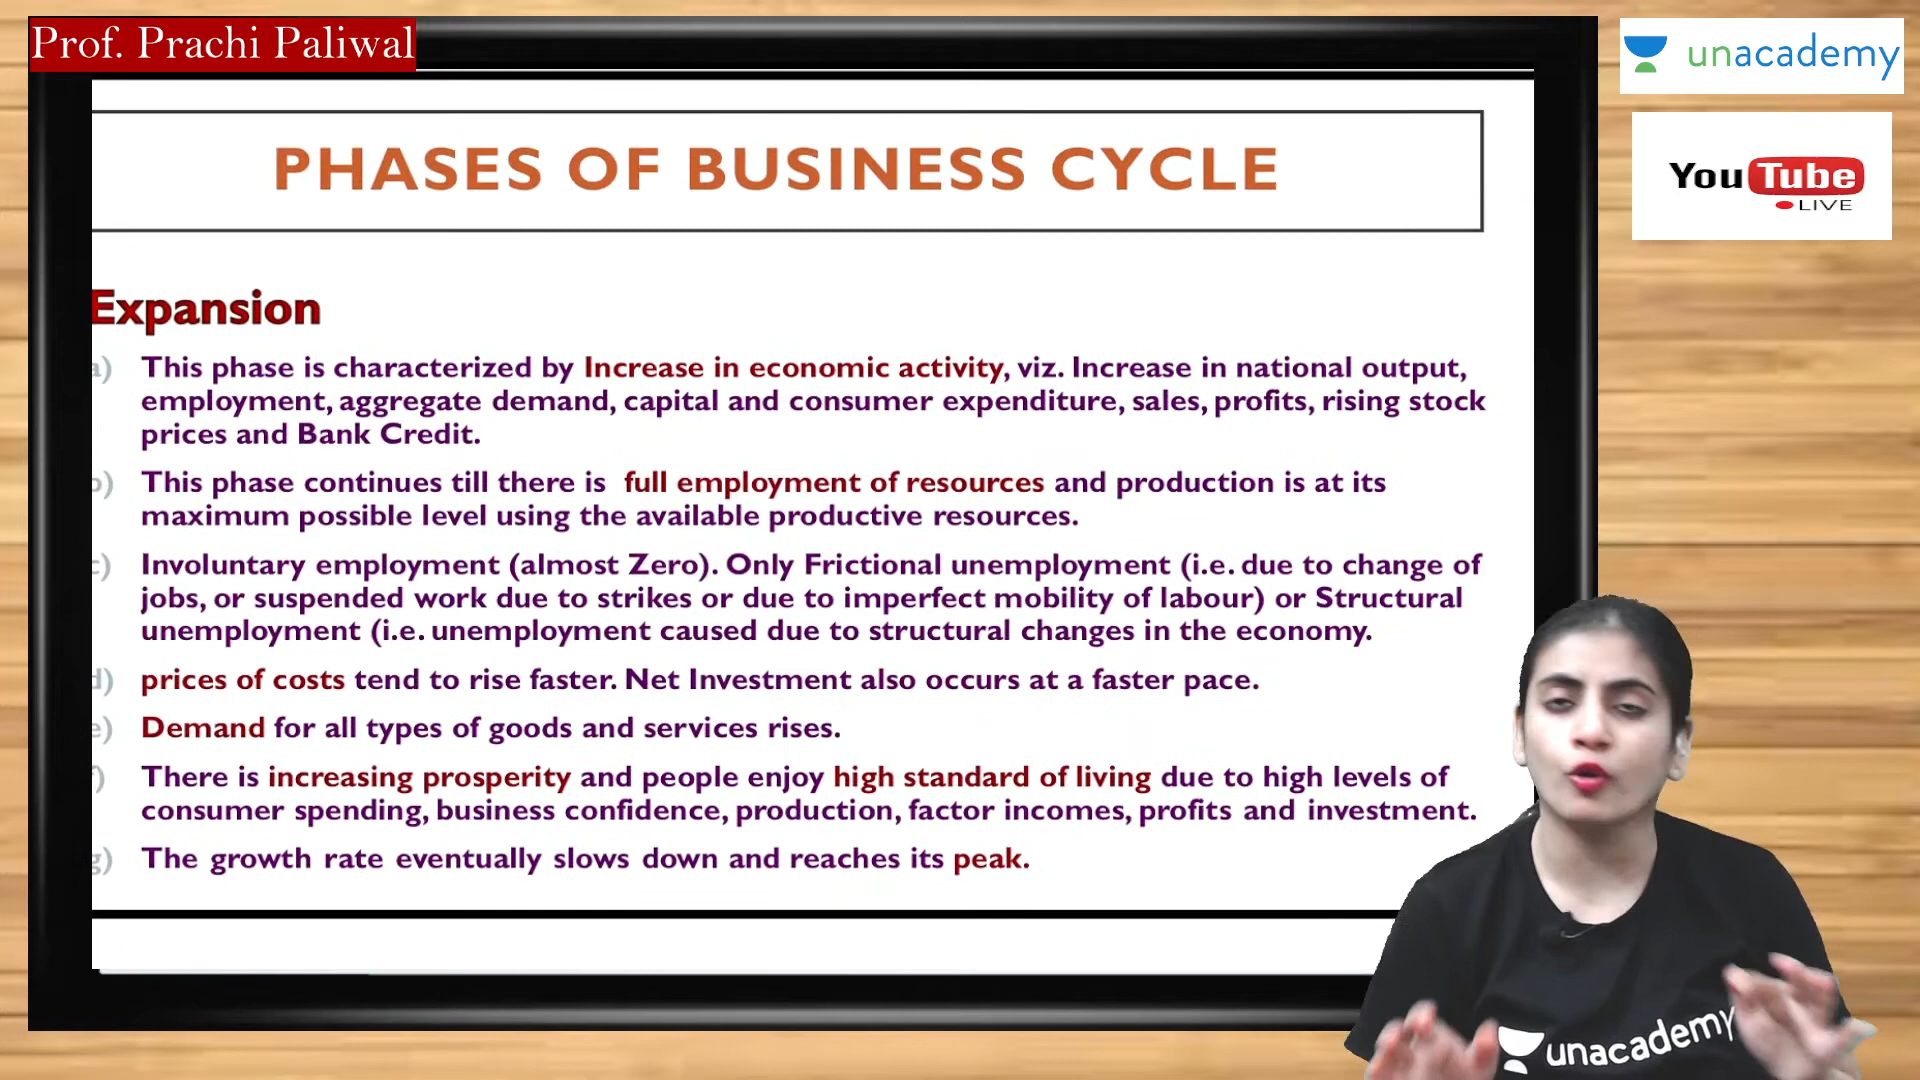 Prof. Prachi Paliwal
unacademy
YouTube
LIVE
PHASES OF BUSINESS CYCLE
Expansion
a) This phase is characterized by Increase in economic activity, viz. Increase in national output,
employment, aggregate demand, capital and consumer expenditure, sales, profits, rising stock
prices and Bank Credit.
b) This phase continues till there is full employment of resources and production is at its
maximum possible level using the available productive resources.
c) Involuntary employment (almost Zero). Only Frictional unemployment (i.e. due to change of
jobs, or suspended work due to strikes or due to imperfect mobility of labour) or Structural
unemployment (i.e. unemployment caused due to structural changes in the economy.
d) prices of costs tend to rise faster. Net Investment also occurs at a faster pace.
e) Demand for all types of goods and services rises.
f) There is increasing prosperity and people enjoy high standard of living due to high levels of
consumer spending, business confidence, production, factor incomes, profits and investment.
g) The growth rate eventually slows down and reaches its peak.
unacademy